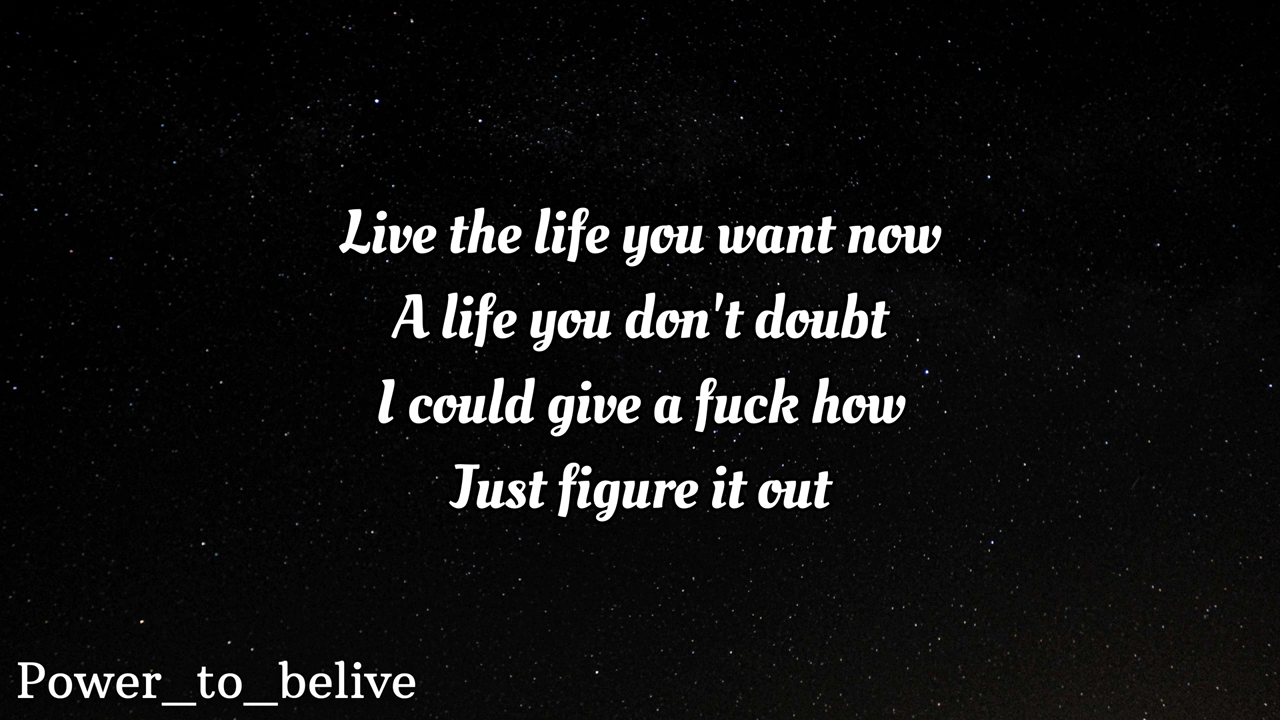 Live the life you want now
A life you don't doubt
I could give a fuck how
Just figure it out
Power_to_belive